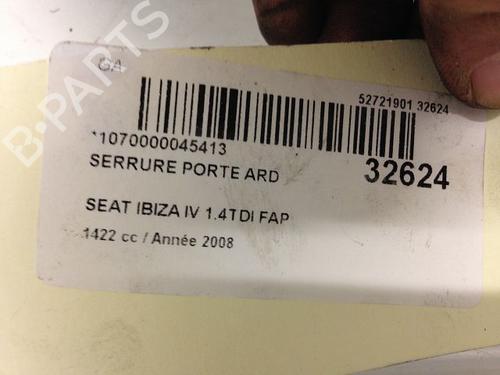 GA
52721901 32624
*1070000045413
SERRURE PORTE ARD
32624
SEAT IBIZA IV 1.4TDI FAP
1422 cc / Année 2008
B-PARTS